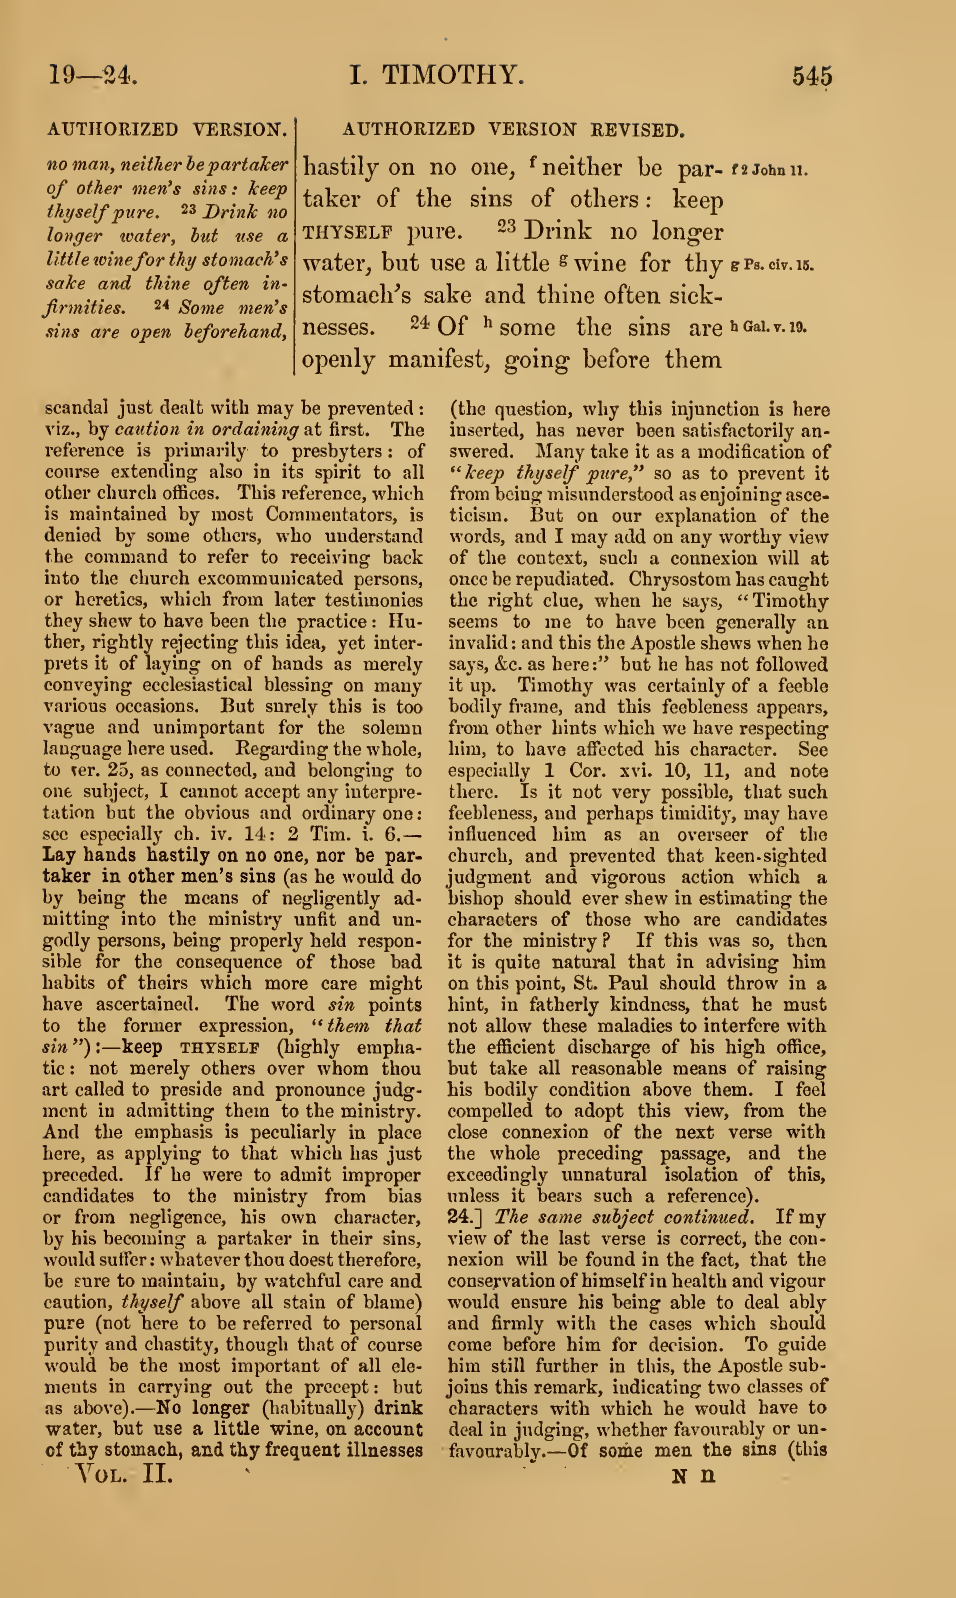 19—24.
I. TIMOTHY.
545
AUTHORIZED VERSION.
no man, neither be partaker
of other men's sins: keep
thyself pure. 23 Drink no
longer water, but use a
little wine for thy stomach's
sake and thine often in-
firmities. 24 Some men's
sins are open beforehand,
AUTHORIZED VERSION REVISED.
hastily on no one, f neither be par-
taker of the sins of others: keep
THYSELF pure. 23 Drink no longer
water, but use a little g wine for thy
stomach's sake and thine often sick-
nesses. 24 Of h some the sins are
openly manifest, going before them
f 2 John 11.
g Ps. civ. 15.
h Gal. v. 19.
scandal just dealt with may be prevented:
viz., by caution in ordaining at first. The
reference is primarily to presbyters: of
course extending also in its spirit to all
other church offices. This reference, which
is maintained by most Commentators, is
denied by some others, who understand
the command to refer to receiving back
into the church excommunicated persons,
or heretics, which from later testimonies
they shew to have been the practice: Hu-
ther, rightly rejecting this idea, yet inter-
prets it of laying on of hands as merely
conveying ecclesiastical blessing on many
various occasions. But surely this is too
vague and unimportant for the solemn
language here used. Regarding the whole,
to ver. 25, as connected, and belonging to
one subject, I cannot accept any interpre-
tation but the obvious and ordinary one:
see especially ch. iv. 14: 2 Tim. i. 6.—
Lay hands hastily on no one, nor be par-
taker in other men's sins (as he would do
by being the means of negligently ad-
mitting into the ministry unfit and un-
godly persons, being properly held respon-
sible for the consequence of those bad
habits of theirs which more care might
have ascertained. The word sin points
to the former expression, "them that
sin"):—keep THYSELF (highly empha-
tic: not merely others over whom thou
art called to preside and pronounce judg-
ment in admitting them to the ministry.
And the emphasis is peculiarly in place
here, as applying to that which has just
preceded. If he were to admit improper
candidates to the ministry from bias
or from negligence, his own character,
by his becoming a partaker in their sins,
would suffer: whatever thou doest therefore,
be sure to maintain, by watchful care and
caution, thyself above all stain of blame)
pure (not here to be referred to personal
purity and chastity, though that of course
would be the most important of all ele-
ments in carrying out the precept: but
as above).—No longer (habitually) drink
water, but use a little wine, on account
of thy stomach, and thy frequent illnesses
(the question, why this injunction is here
inserted, has never been satisfactorily an-
swered. Many take it as a modification of
"keep thyself pure," so as to prevent it
from being misunderstood as enjoining asce-
ticism. But on our explanation of the
words, and I may add on any worthy view
of the context, such a connexion will at
once be repudiated. Chrysostom has caught
the right clue, when he says, "Timothy
seems to me to have been generally an
invalid: and this the Apostle shews when he
says, &c. as here:" but he has not followed
it up. Timothy was certainly of a feeble
bodily frame, and this feebleness appears,
from other hints which we have respecting
him, to have affected his character. See
especially 1 Cor. xvi. 10, 11, and note
there. Is it not very possible, that such
feebleness, and perhaps timidity, may have
influenced him as an overseer of the
church, and prevented that keen-sighted
judgment and vigorous action which a
bishop should ever shew in estimating the
characters of those who are candidates
for the ministry? If this was so, then
it is quite natural that in advising him
on this point, St. Paul should throw in a
hint, in fatherly kindness, that he must
not allow these maladies to interfere with
the efficient discharge of his high office,
but take all reasonable means of raising
his bodily condition above them. I feel
compelled to adopt this view, from the
close connexion of the next verse with
the whole preceding passage, and the
exceedingly unnatural isolation of this,
unless it bears such a reference).
24.] The same subject continued. If my
view of the last verse is correct, the con-
nexion will be found in the fact, that the
conservation of himself in health and vigour
would ensure his being able to deal ably
and firmly with the cases which should
come before him for decision. To guide
him still further in this, the Apostle sub-
joins this remark, indicating two classes of
characters with which he would have to
deal in judging, whether favourably or un-
favourably.—Of some men the sins (this
VOL. II.
N n